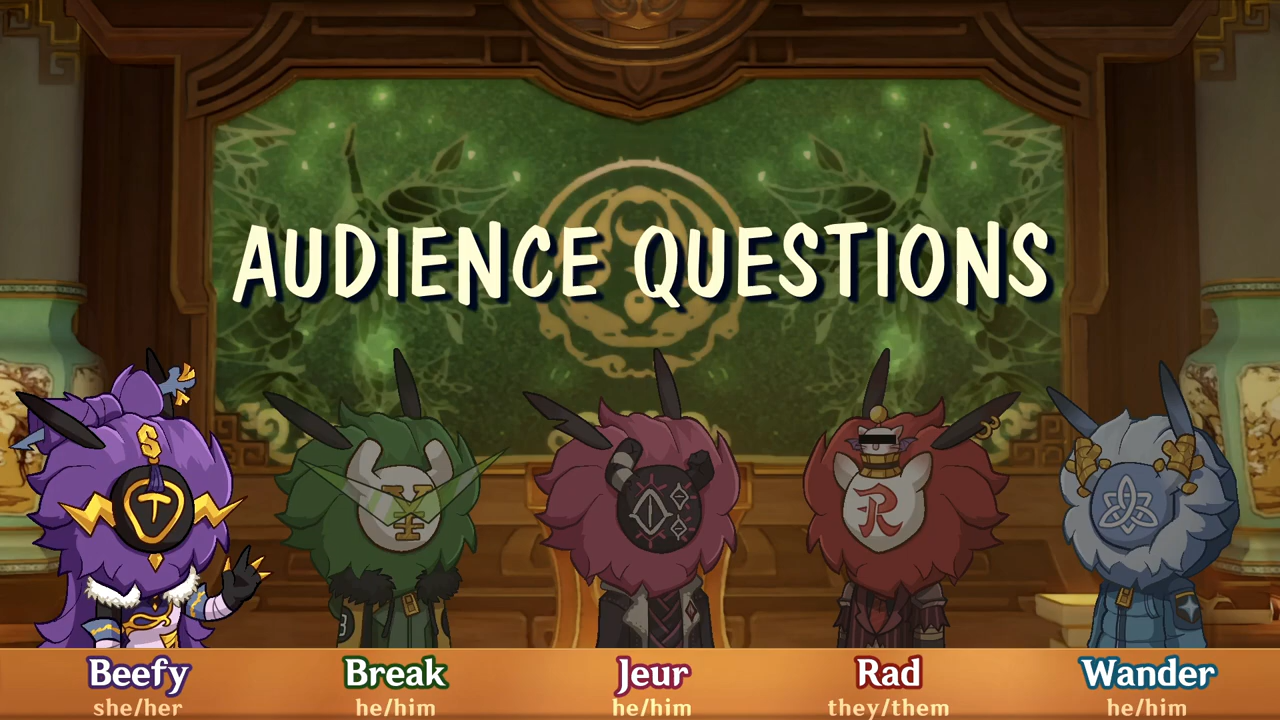 AUDIENCE QUESTIONS
$
T
R
Beefy
Break
Jeur
Rad
Wander
she/her
he/him
he/him
they/them
he/him